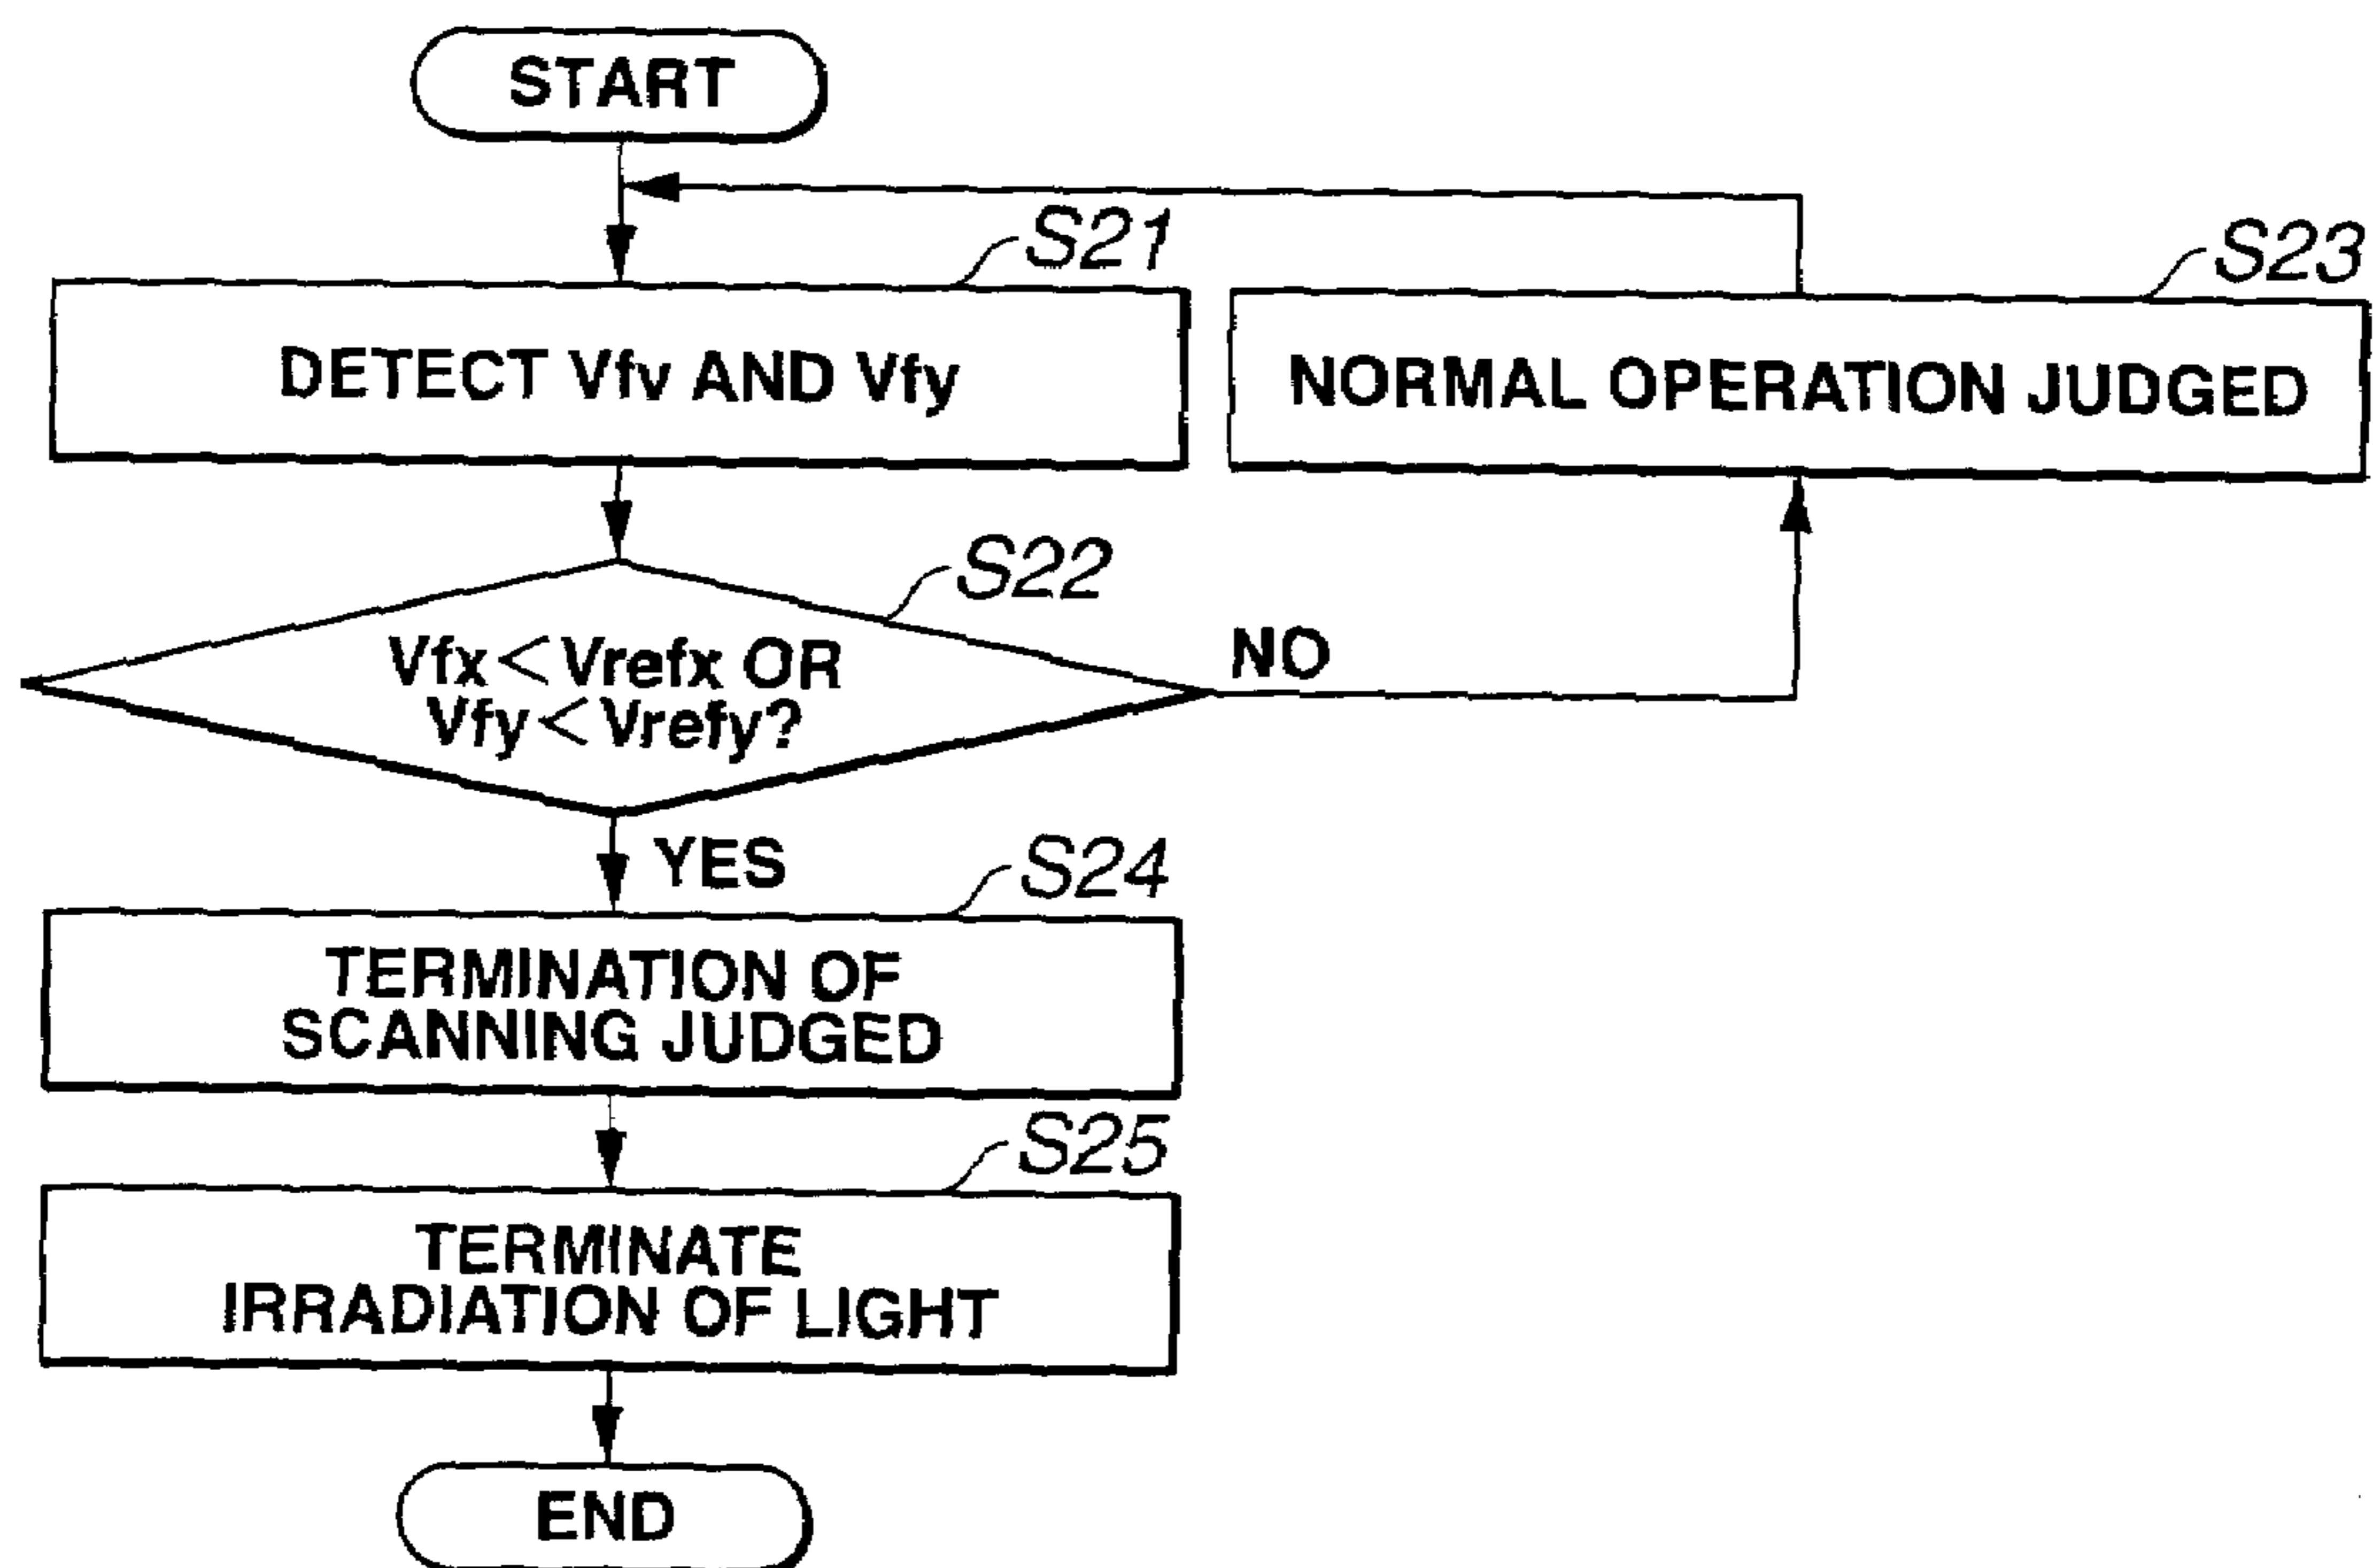 START
S21
DETECT Vfv AND Vfy
S23
NORMAL OPERATION JUDGED
S22
Vfx<Vrefx OR
Vfy<Vrefy?
NO
YES
S24
TERMINATION OF
SCANNING JUDGED
S25
TERMINATE
IRRADIATION OF LIGHT
END